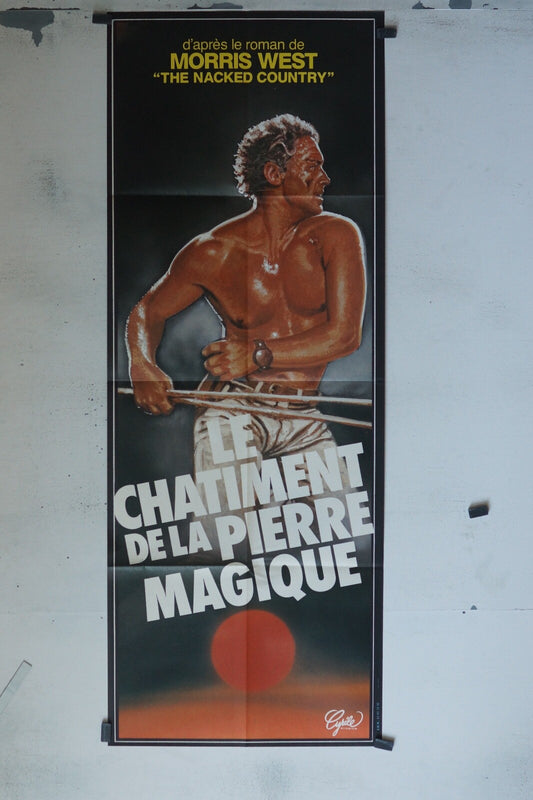 d'après le roman de
MORRIS WEST
“THE NACKED COUNTRY”
LE
CHATIMENT
DE LA PIERRE
MAGIQUE
Cyrile